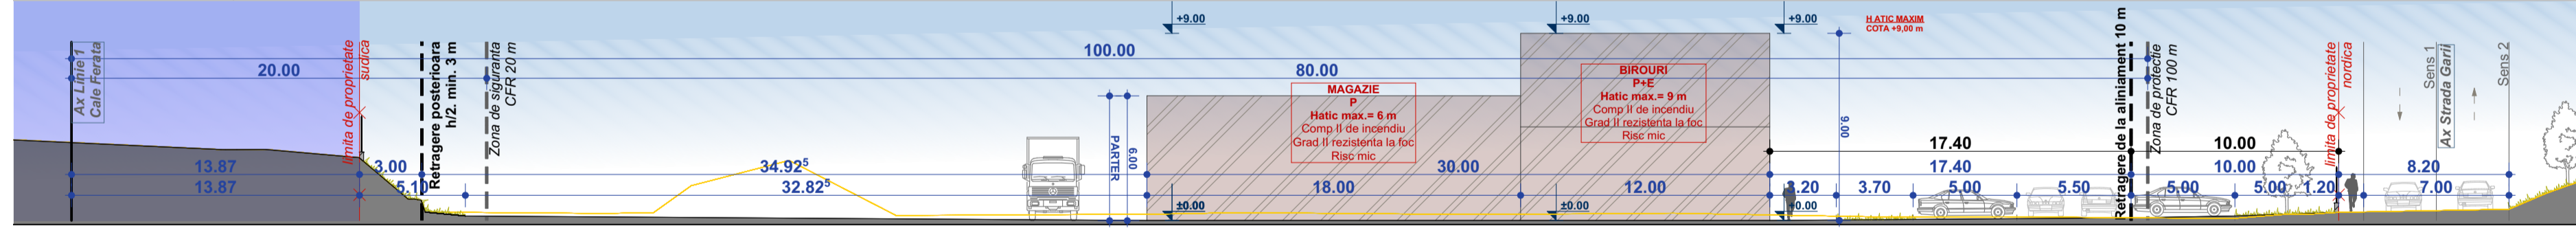 Ax Linie 1
Cale Ferata
20.00
limita de proprietate
sudica
Retragere posterioara
h/2. min. 3 m
Zona de siguranta
CFR 20 m
13.87
3.00
34.92⁵
13.87
5.10
32.82⁵
100.00
80.00
PARTER
6.00
+9.00
+9.00
+9.00
H ATIC MAXIM
COTA +9,00 m
MAGAZIE
P
Hatic max.= 6 m
Comp II de incendiu
Grad II rezistenta la foc
Risc mic
BIROURI
P+E
Hatic max.= 9 m
Comp II de incendiu
Grad II rezistenta la foc
Risc mic
30.00
18.00
12.00
±0.00
±0.00
±0.00
9.00
17.40
10.00
17.40
10.00
8.20
3.20
3.70
5.00
5.50
5.00
5.00
1.20
7.00
Retragere de la aliniament 10 m
Zona de protectie
CFR 100 m
limita de proprietate
nordica
Sens 1
Ax Strada Garii
Sens 2